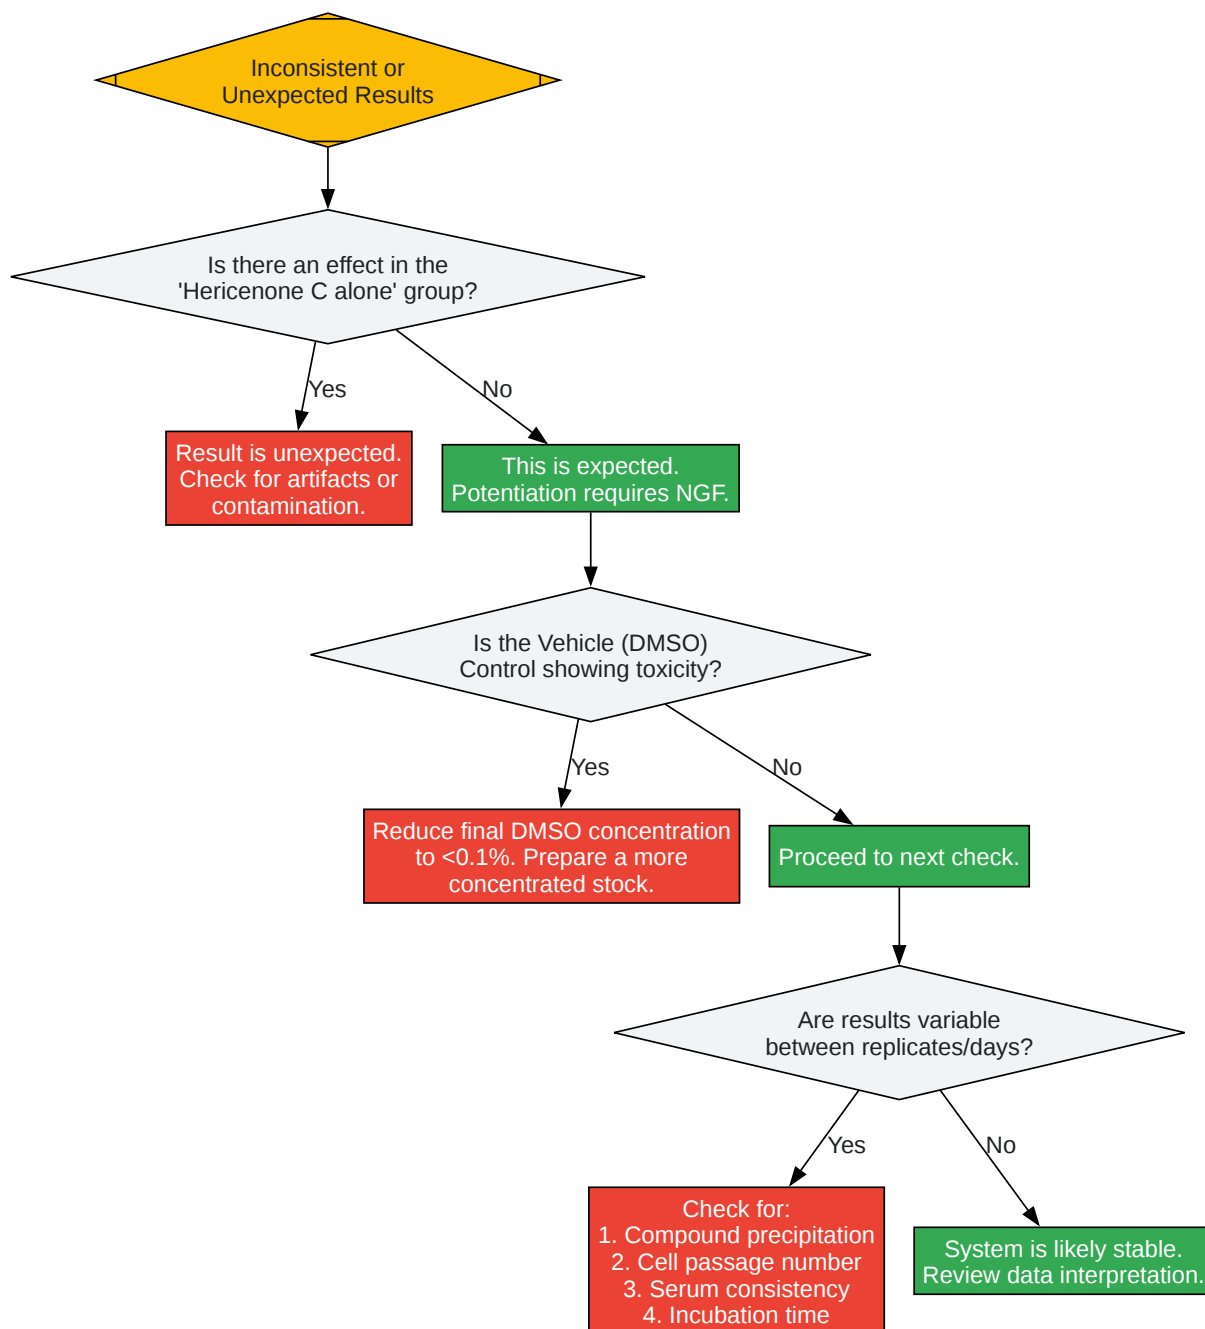 Inconsistent or
Unexpected Results
Is there an effect in the
'Hericenone C alone' group?
Yes
No
Result is unexpected.
Check for artifacts or
contamination.
This is expected.
Potentiation requires NGF.
Is the Vehicle (DMSO)
Control showing toxicity?
Yes
No
Reduce final DMSO concentration
to <0.1%. Prepare a more
concentrated stock.
Proceed to next check.
Are results variable
between replicates/days?
Yes
No
Check for:
1. Compound precipitation
2. Cell passage number
3. Serum consistency
4. Incubation time
System is likely stable.
Review data interpretation.